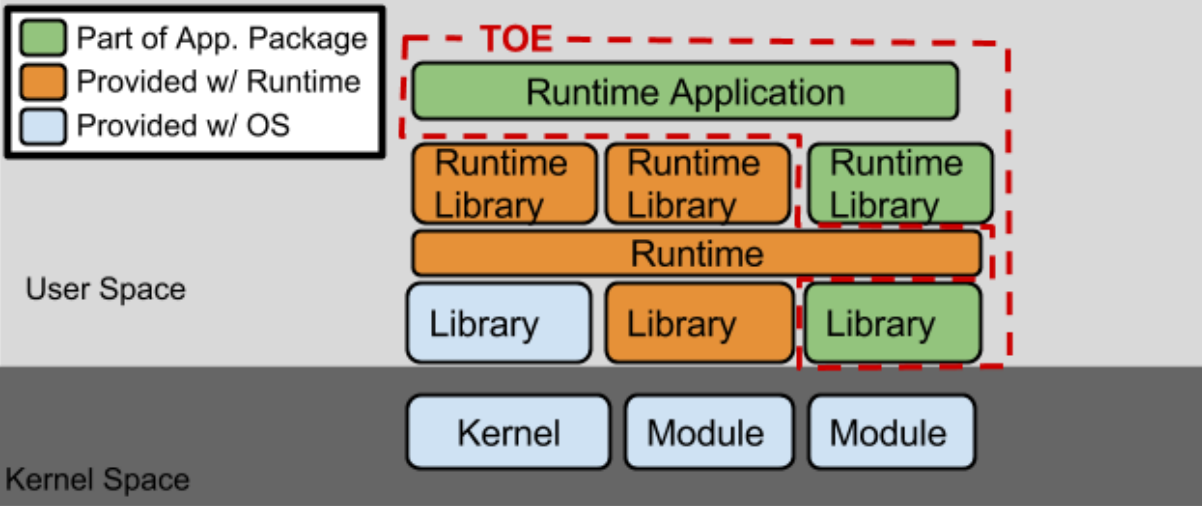 Part of App. Package
Provided w/ Runtime
Provided w/ OS
TOE
Runtime Application
Runtime
Library
Runtime
Library
Runtime
Library
Runtime
User Space
Library
Library
Library
Kernel
Module
Module
Kernel Space